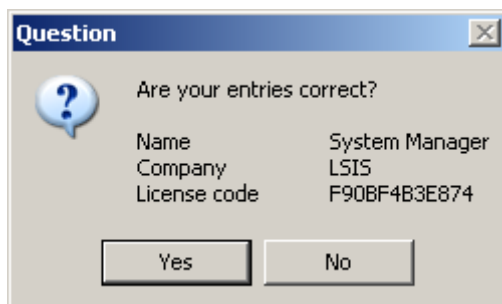 Question
Are your entries correct?
Name System Manager
Company LSIS
License code F90BF4B3E874
Yes No